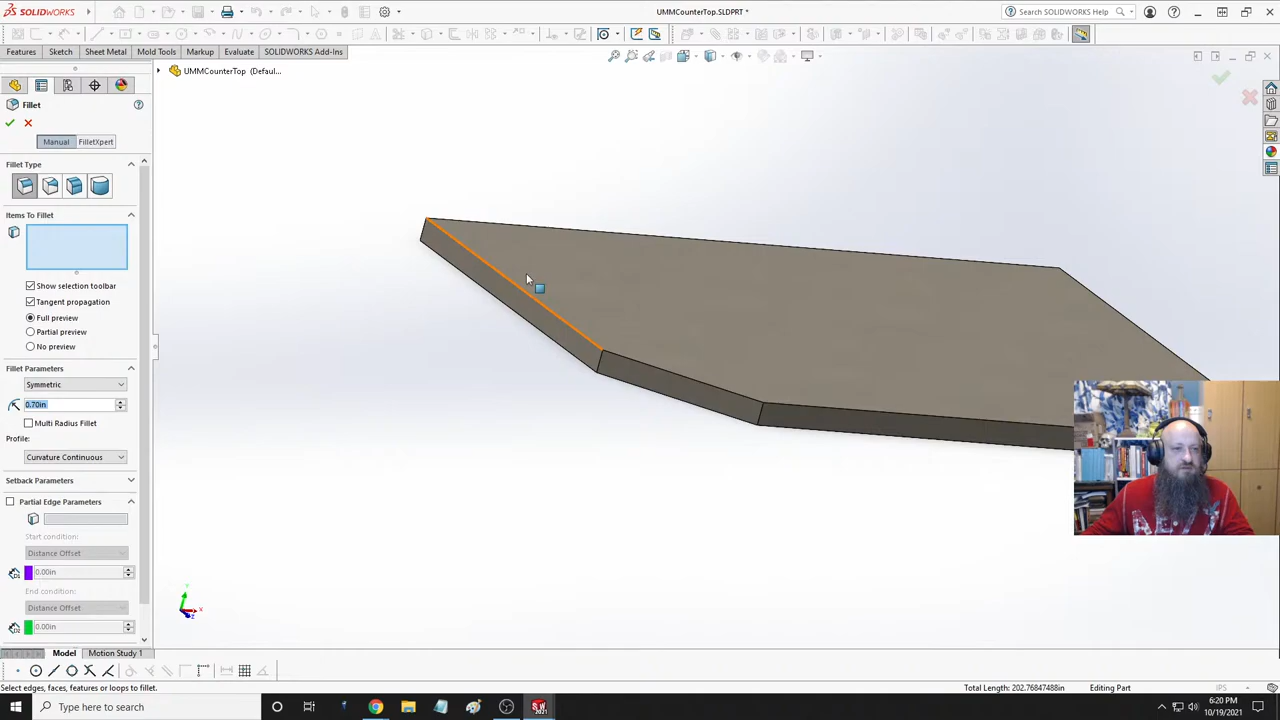 SOLIDWORKS
UMMCounterTop.SLDPRT *
Search SOLIDWORKS Help
Features
Sketch
Sheet Metal
Mold Tools
Markup
Evaluate
SOLIDWORKS Add-Ins
UMMCounterTop (Defaul...
Fillet
Manual
FilletXpert
Fillet Type
Items To Fillet
Show selection toolbar
Tangent propagation
Full preview
Partial preview
No preview
Fillet Parameters
Symmetric
0.70in
Multi Radius Fillet
Profile:
Curvature Continuous
Setback Parameters
Partial Edge Parameters
Start condition:
Distance Offset
0.00in
End condition:
Distance Offset
0.00in
Model
Motion Study 1
Select edges, faces, features or loops to fillet.
Total Length: 202.76847488in
Editing Part
IPS
Type here to search
6:20 PM
10/19/2021